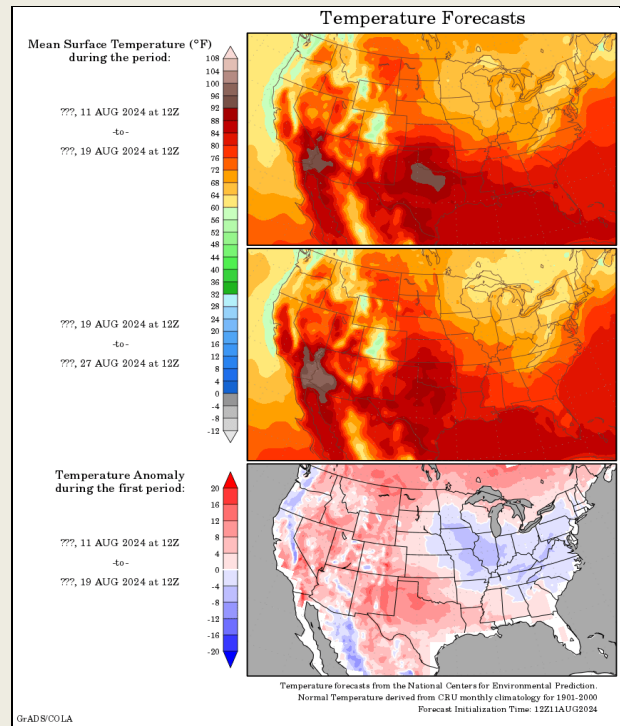 Temperature Forecasts
Mean Surface Temperature (°F)
during the period:
108
104
100
96
92
88
84
80
76
72
68
64
60
56
52
48
44
40
36
32
28
24
20
16
12
8
4
0
-4
-8
-12
???, 11 AUG 2024 at 12Z
-to-
???, 19 AUG 2024 at 12Z
???, 19 AUG 2024 at 12Z
-to-
???, 27 AUG 2024 at 12Z
Temperature Anomaly
during the first period:
20
16
12
8
4
0
-4
-8
-12
-16
-20
???, 11 AUG 2024 at 12Z
-to-
???, 19 AUG 2024 at 12Z
Temperature forecasts from the National Centers for Environmental Prediction.
Normal Temperature derived from CRU monthly climatology for 1901-2000
Forecast Initialization Time: 12Z11AUG2024
GrADS/COLA